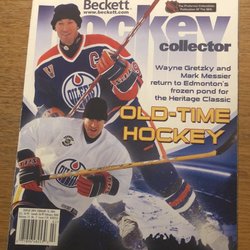 Beckett
www.beckett.com
hockey
collector
Wayne Gretzky and
Mark Messier
return to Edmonton's
frozen pond for
the Heritage Classic
OLD-TIME
HOCKEY
C
OILERS